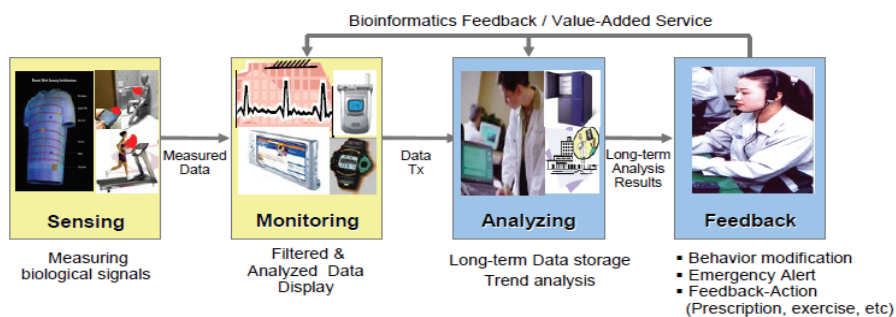 Bioinformatics Feedback / Value-Added Service
Measured
Data
Data
Tx
Long-term
Analysis
Results
Sensing
Monitoring
Analyzing
Feedback
Measuring
biological signals
Filtered &
Analyzed Data
Display
Long-term Data storage
Trend analysis
▪ Behavior modification
▪ Emergency Alert
▪ Feedback-Action
(Prescription, exercise, etc)